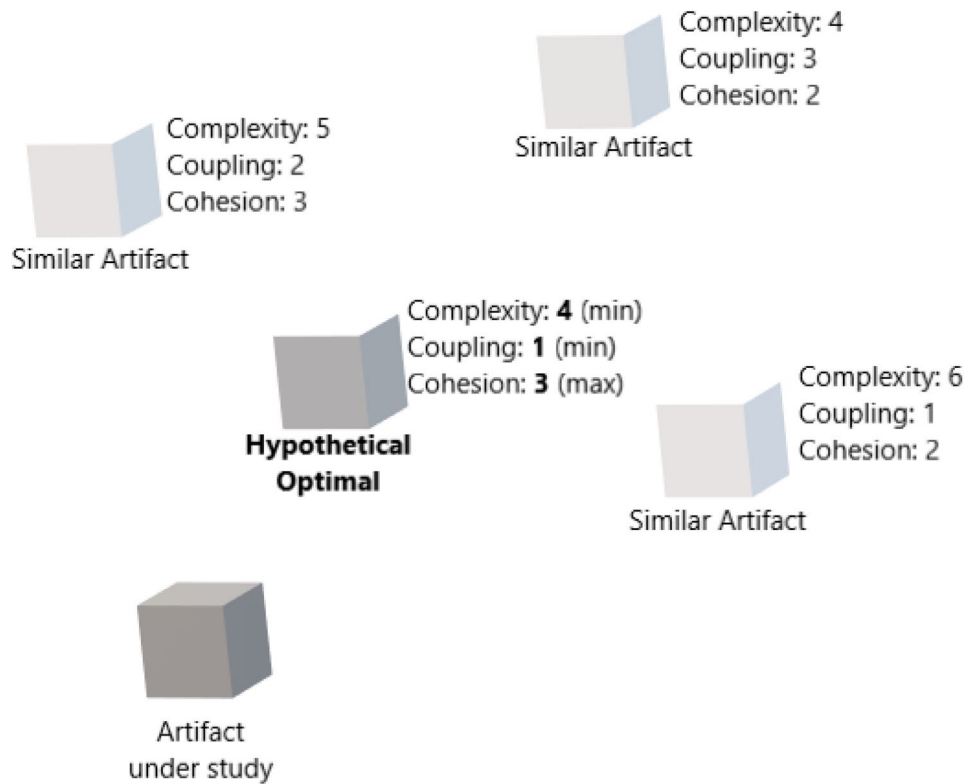 Complexity: 4
Coupling: 3
Cohesion: 2
Similar Artifact
Complexity: 5
Coupling: 2
Cohesion: 3
Similar Artifact
Complexity: 4 (min)
Coupling: 1 (min)
Cohesion: 3 (max)
Hypothetical
Optimal
Complexity: 6
Coupling: 1
Cohesion: 2
Similar Artifact
Artifact
under study